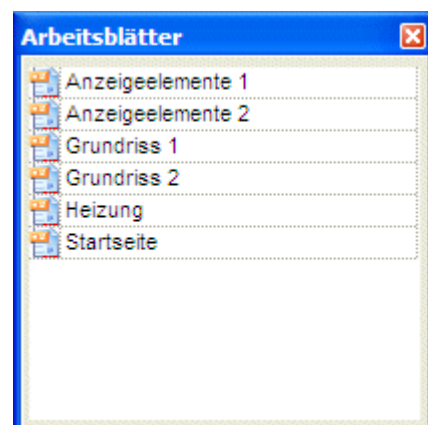 Arbeitsblätter
Anzeigeelemente 1
Anzeigeelemente 2
Grundriss 1
Grundriss 2
Heizung
Startseite